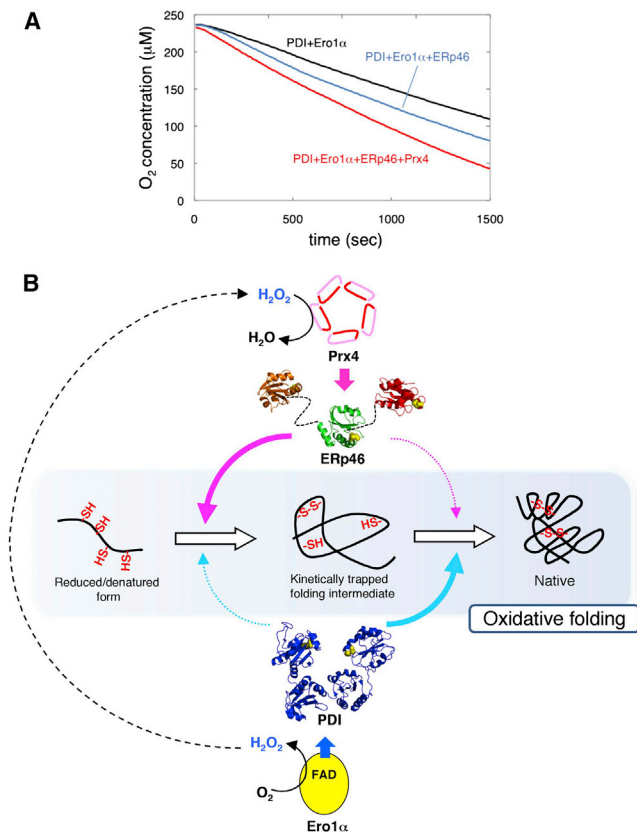 A
O2 concentration (μM)
250
200
150
100
50
0
PDI+Ero1α
PDI+Ero1α+ERp46
PDI+Ero1α+ERp46+Prx4
0
500
1000
1500
time (sec)
B
H2O2
H2O
Prx4
ERp46
-SH
-SH
HS-
HS-
-S-S-
HS-
-SH
-S-S-
-S-S-
Reduced/denatured
form
Kinetically trapped
folding intermediate
Native
Oxidative folding
PDI
H2O2
O2
FAD
Ero1α